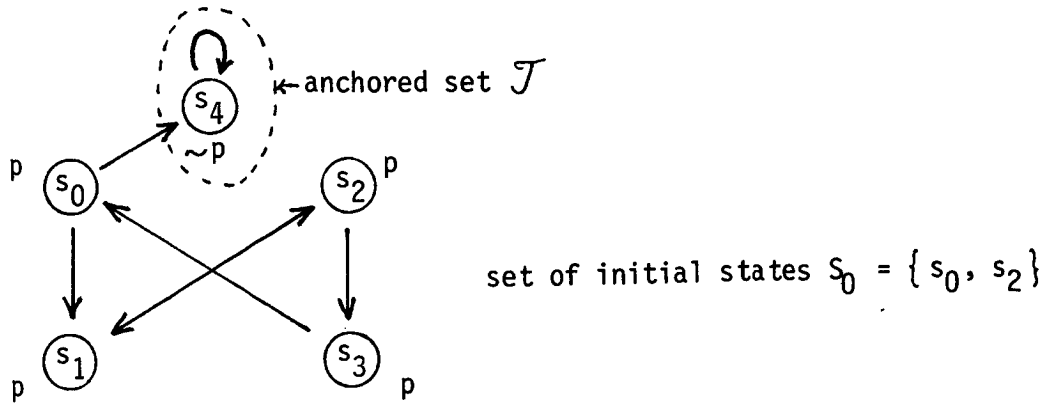 ← anchored set 𝒯
s₄
~p
p
s₀
s₂
p
set of initial states S₀ = { s₀, s₂}
s₁
s₃
p
p